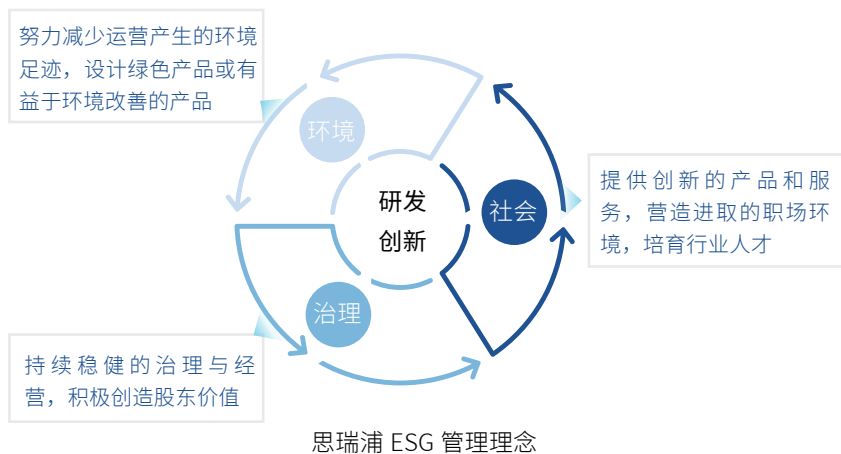 努力减少运营产生的环境
足迹，设计绿色产品或有
益于环境改善的产品
环境
研发
创新
社会
提供创新的产品和服
务，营造进取的职场环
境，培育行业人才
治理
持续稳健的治理与经
营，积极创造股东价值
思瑞浦 ESG 管理理念